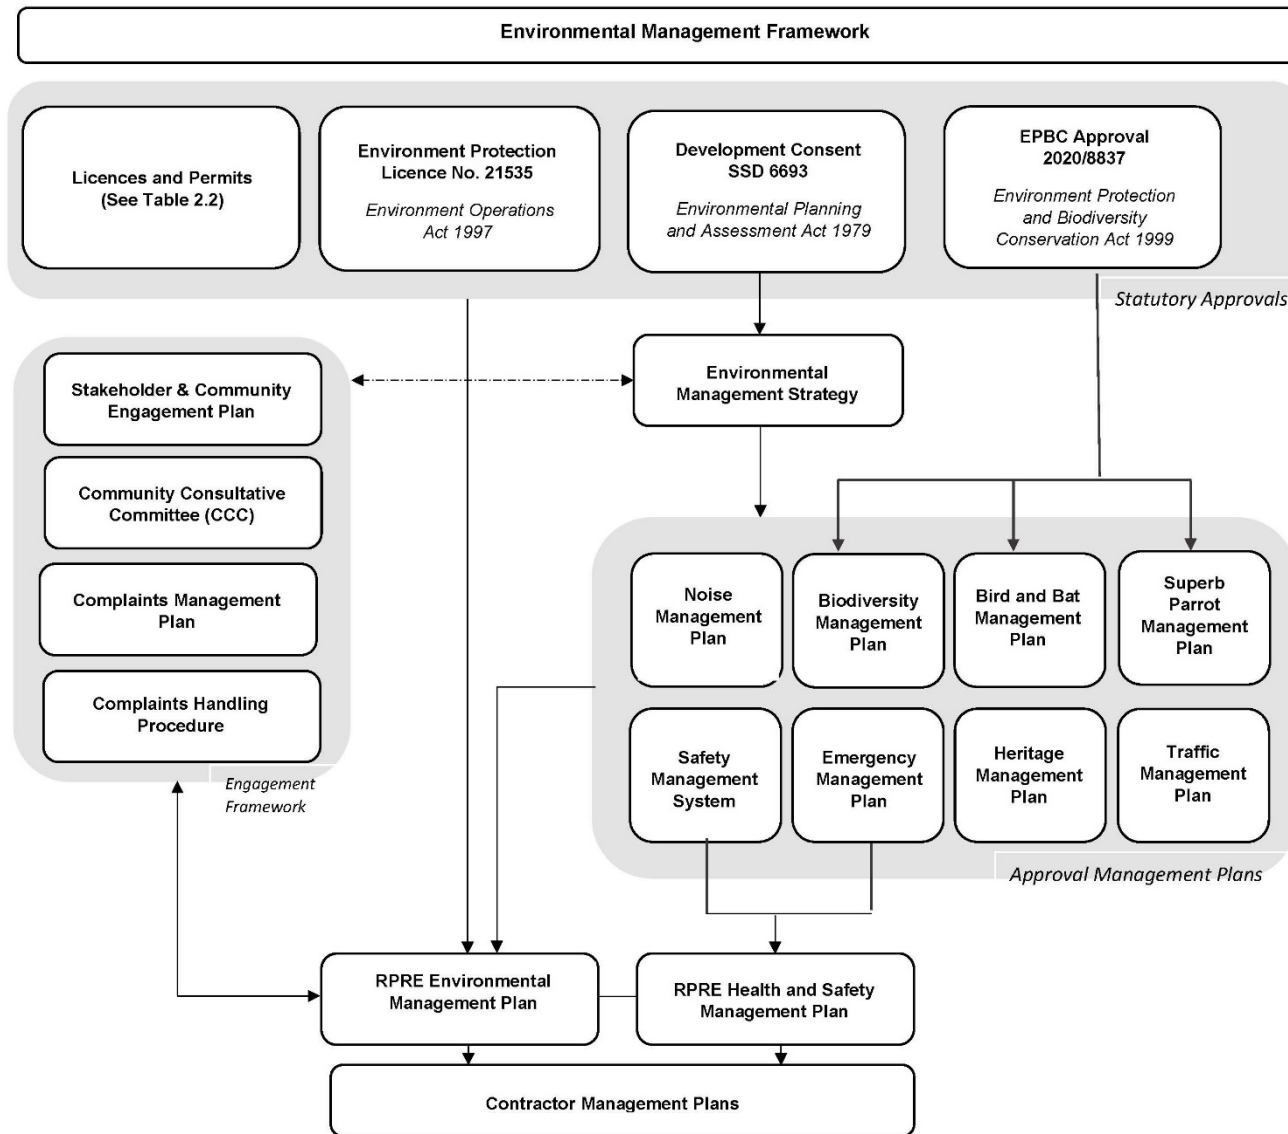 Environmental Management Framework
Licences and Permits
(See Table 2.2)
Environment Protection
Licence No. 21535
Environment Operations
Act 1997
Development Consent
SSD 6693
Environmental Planning
and Assessment Act 1979
EPBC Approval
2020/8837
Environment Protection
and Biodiversity
Conservation Act 1999
Statutory Approvals
Environmental
Management Strategy
Stakeholder & Community
Engagement Plan
Community Consultative
Committee (CCC)
Complaints Management
Plan
Complaints Handling
Procedure
Engagement
Framework
Noise
Management
Plan
Biodiversity
Management
Plan
Bird and Bat
Management
Plan
Superb
Parrot
Management
Plan
Safety
Management
System
Emergency
Management
Plan
Heritage
Management
Plan
Traffic
Management
Plan
Approval Management Plans
RPRE Environmental
Management Plan
RPRE Health and Safety
Management Plan
Contractor Management Plans